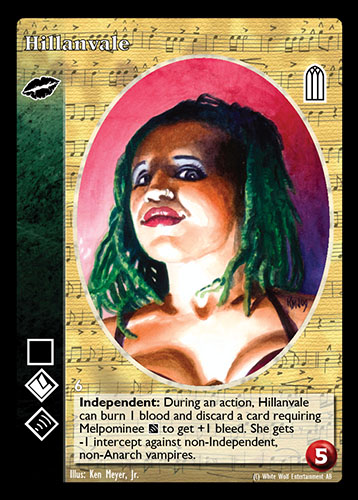 Hillanvale
6
Independent: During an action, Hillanvale
can burn 1 blood and discard a card requiring
Melpominee to get +1 bleed. She gets
-1 intercept against non-Independent,
non-Anarch vampires.
5
Illus: Ken Meyer, Jr.
(C) White Wolf Entertainment AB